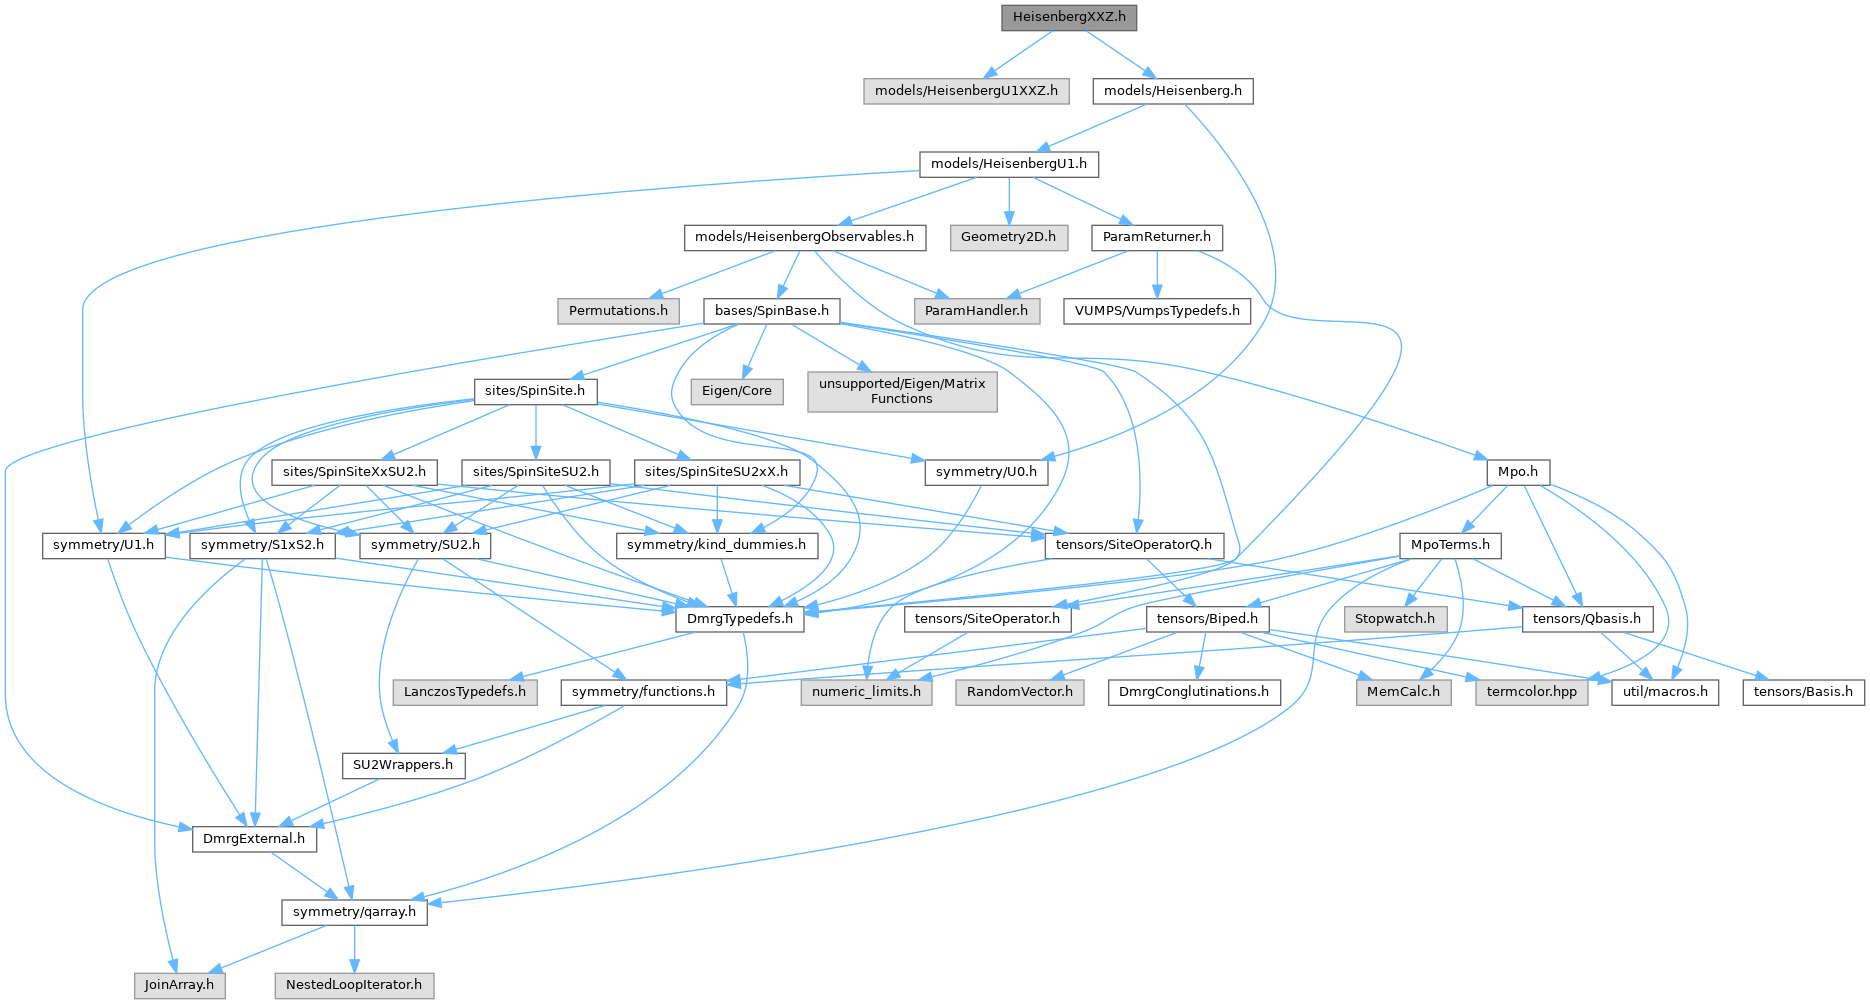 HeisenbergXXZ.h
models/HeisenbergU1XXZ.h
models/Heisenberg.h
models/HeisenbergU1.h
models/HeisenbergObservables.h
Geometry2D.h
ParamReturner.h
Permutations.h
bases/SpinBase.h
ParamHandler.h
VUMPS/VumpsTypedefs.h
sites/SpinSite.h
Eigen/Core
unsupported/Eigen/Matrix
Functions
sites/SpinSiteXxSU2.h
sites/SpinSiteSU2.h
sites/SpinSiteSU2xX.h
symmetry/U0.h
Mpo.h
symmetry/U1.h
symmetry/S1xS2.h
symmetry/SU2.h
symmetry/kind_dummies.h
tensors/SiteOperatorQ.h
MpoTerms.h
DmrgTypedefs.h
tensors/SiteOperator.h
tensors/Biped.h
Stopwatch.h
tensors/Qbasis.h
LanczosTypedefs.h
symmetry/functions.h
numeric_limits.h
RandomVector.h
DmrgConglutinations.h
MemCalc.h
termcolor.hpp
util/macros.h
tensors/Basis.h
SU2Wrappers.h
DmrgExternal.h
symmetry/qarray.h
JoinArray.h
NestedLoopIterator.h